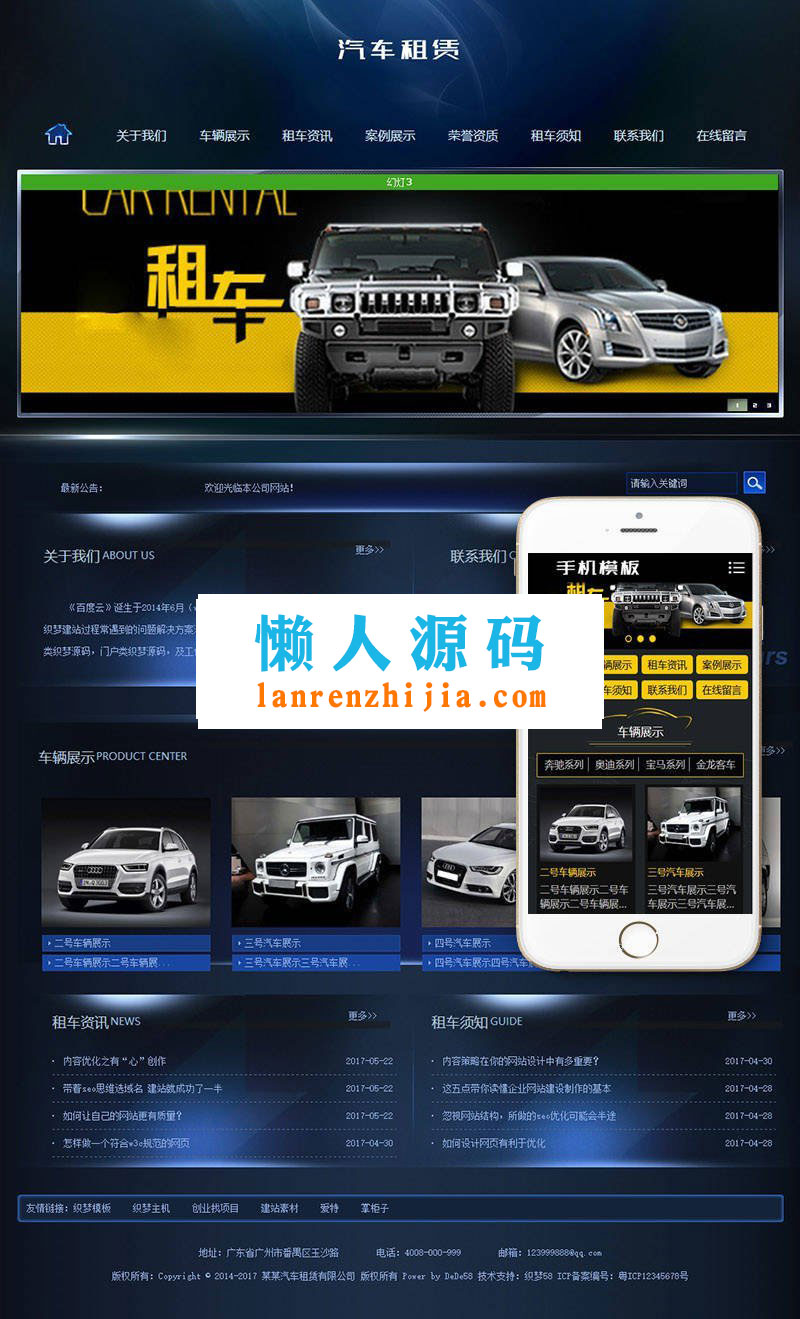 汽车租赁
关于我们 车辆展示 租车资讯 案例展示 荣誉资质 租车须知 联系我们 在线留言
幻灯3
CAR RENTAL
租车
1 2 3
最新公告: 欢迎光临本公司网站! 请输入关键词
关于我们 ABOUT US 更多>>
联系我们
《百度云》诞生于2014年6月
织梦建站过程常遇到的问题解决方案
类织梦源码，门户类织梦源码，及
懒人源码
lanrenzhijia.com
手机模板
租车
辆展示 租车资讯 案例展示
车须知 联系我们 在线留言
车辆展示
奔驰系列 奥迪系列 宝马系列 金龙客车
二号车辆展示 三号汽车展示
二号车辆展示二号车 三号汽车展示三号汽
辆展示二号车辆展... 车展示三号汽车展...
车辆展示 PRODUCT CENTER 更多>>
二号车辆展示 三号汽车展示 四号汽车展示
二号车辆展示二号车辆展... 三号汽车展示三号汽车展... 四号汽车展示四号汽车
租车资讯 NEWS 更多>>
内容优化之有“心”创作 2017-05-22
带着seo思维选域名 建站就成功了一半 2017-05-22
如何让自己的网站更有质量? 2017-05-22
怎样做一个符合w3c规范的网页 2017-04-30
租车须知 GUIDE 更多>>
内容策略在你的网站设计中有多重要? 2017-04-30
这五点带你读懂企业网站建设制作的基本 2017-04-28
忽视网站结构，所做的seo优化可能会半途 2017-04-28
如何设计网页有利于优化 2017-04-28
友情链接: 织梦模板 织梦主机 创业找项目 建站素材 爱特 掌柜子
地址: 广东省广州市番禺区玉沙路 电话: 4008-000-999 邮箱: 123999888@qq.com
版权所有: Copyright © 2014-2017 某某汽车租赁有限公司 版权所有 Power by DeDe58 技术支持: 织梦58 ICP备案编号: 粤ICP12345678号